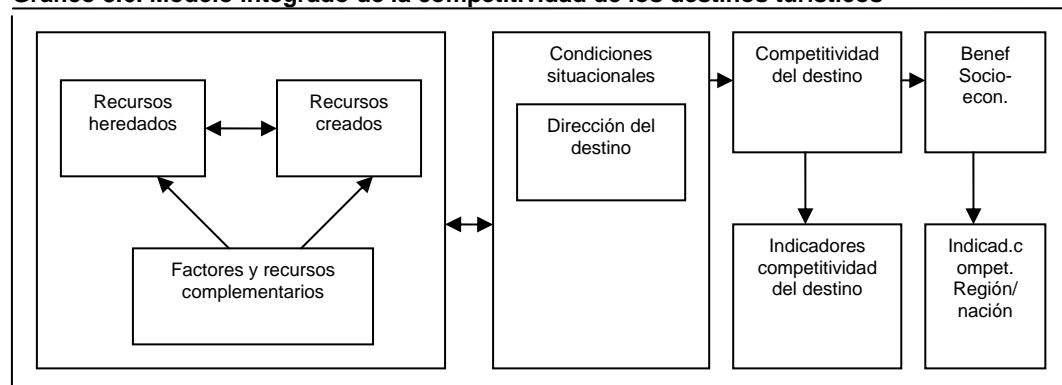 Gráfico 3.6. Modelo integrado de la competitividad de los destinos turísticos
Recursos
heredados
Recursos
creados
Factores y recursos
complementarios
Condiciones
situacionales
Dirección del
destino
Competitividad
del destino
Benef
Socio-
econ.
Indicadores
competitividad
del destino
Indicad.c
ompet.
Región/
nación